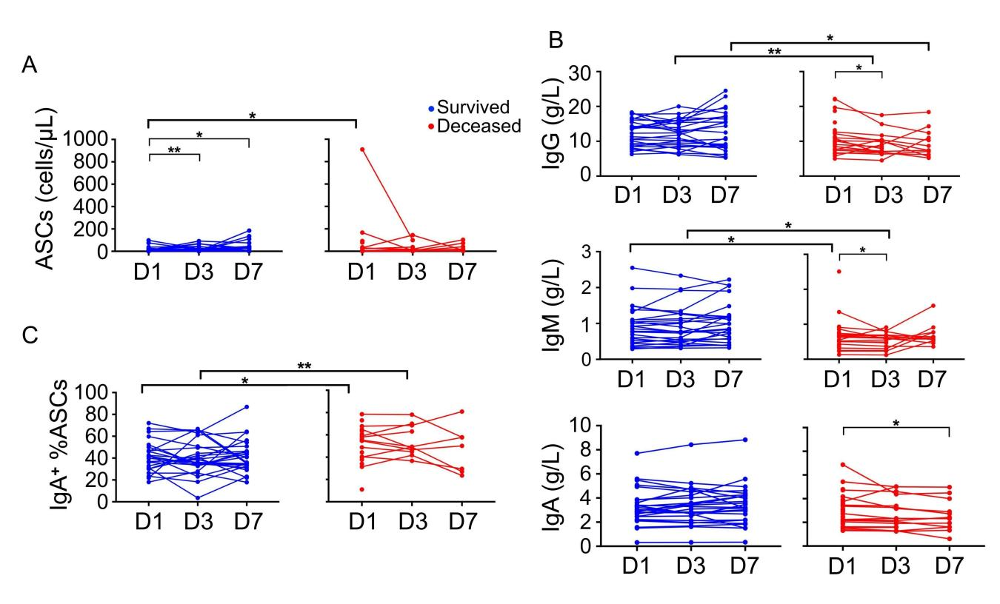 A
Survived
Deceased
*
*
**
ASCs (cells/µL)
1000
800
600
400
200
0
D1 D3 D7
D1 D3 D7
B
*
**
*
IgG (g/L)
30
20
10
0
D1 D3 D7
D1 D3 D7
*
*
*
IgM (g/L)
3
2
1
0
D1 D3 D7
D1 D3 D7
*
IgA (g/L)
10
8
6
4
2
0
D1 D3 D7
D1 D3 D7
C
**
*
IgA+ %ASCs
100
80
60
40
20
0
D1 D3 D7
D1 D3 D7